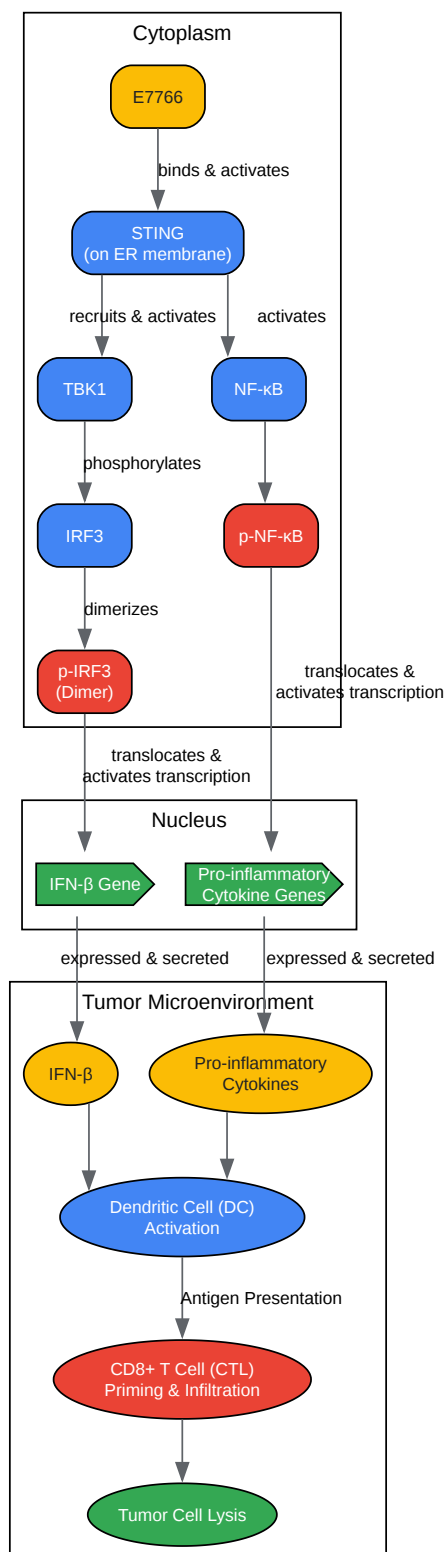 Cytoplasm
E7766
binds & activates
STING
(on ER membrane)
recruits & activates
activates
TBK1
NF-κB
phosphorylates
IRF3
p-NF-κB
dimerizes
p-IRF3
(Dimer)
translocates &
activates transcription
translocates &
activates transcription
Nucleus
IFN-β Gene
Pro-inflammatory
Cytokine Genes
expressed & secreted
expressed & secreted
Tumor Microenvironment
IFN-β
Pro-inflammatory
Cytokines
Dendritic Cell (DC)
Activation
Antigen Presentation
CD8+ T Cell (CTL)
Priming & Infiltration
Tumor Cell Lysis